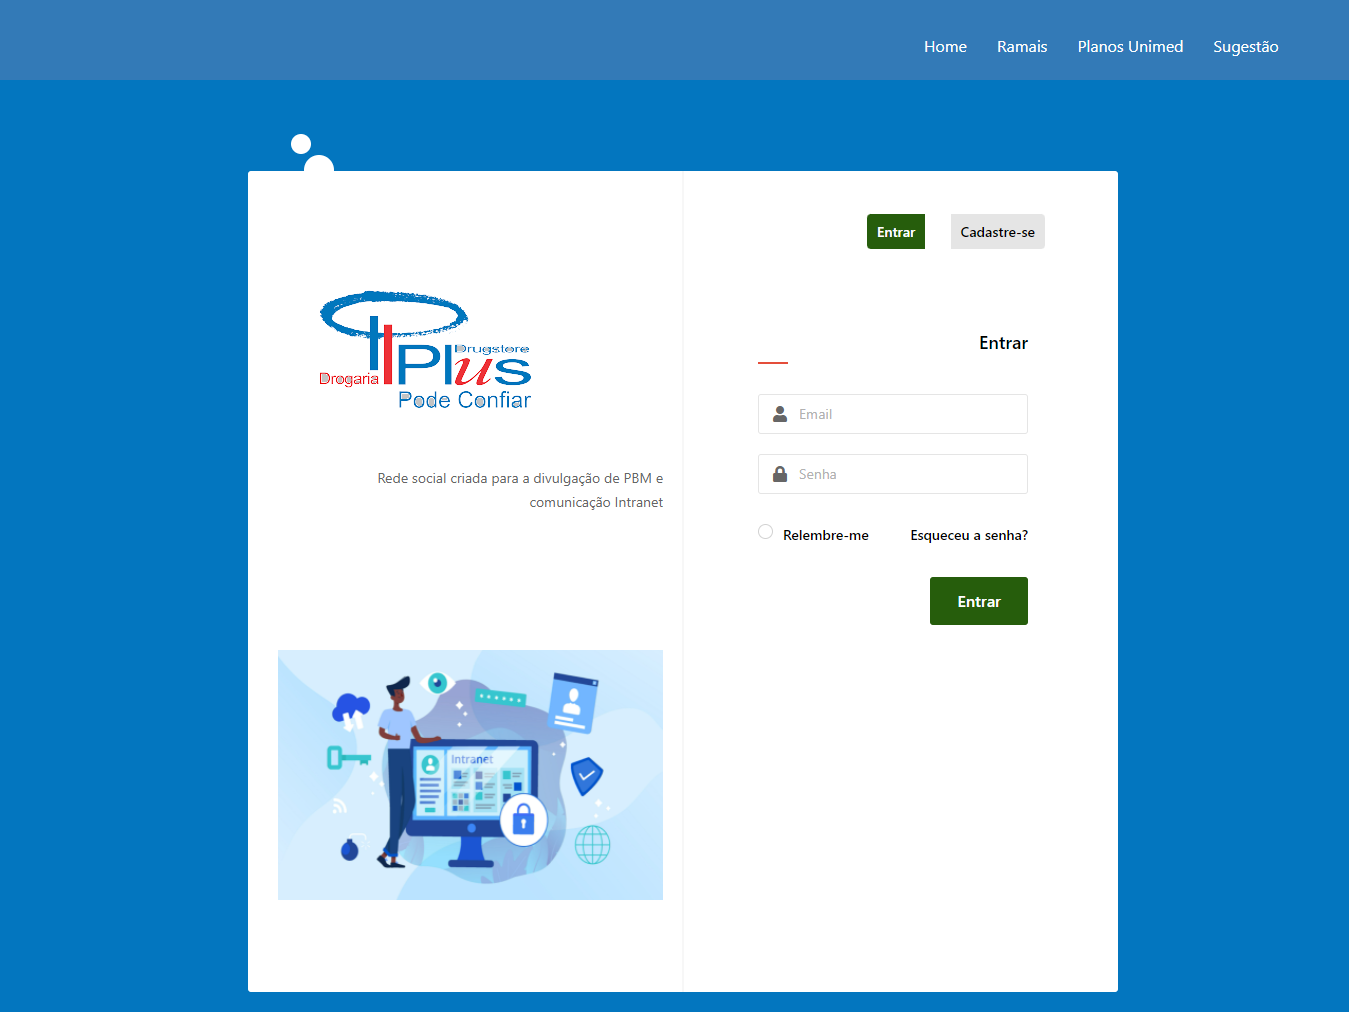 Home Ramais Planos Unimed Sugestão
Entrar Cadastre-se
Drugstore
Drogaria Plus
Pode Confiar
Rede social criada para a divulgação de PBM e
comunicação Intranet
Intranet
Entrar
Email
Senha
Relembre-me Esqueceu a senha?
Entrar